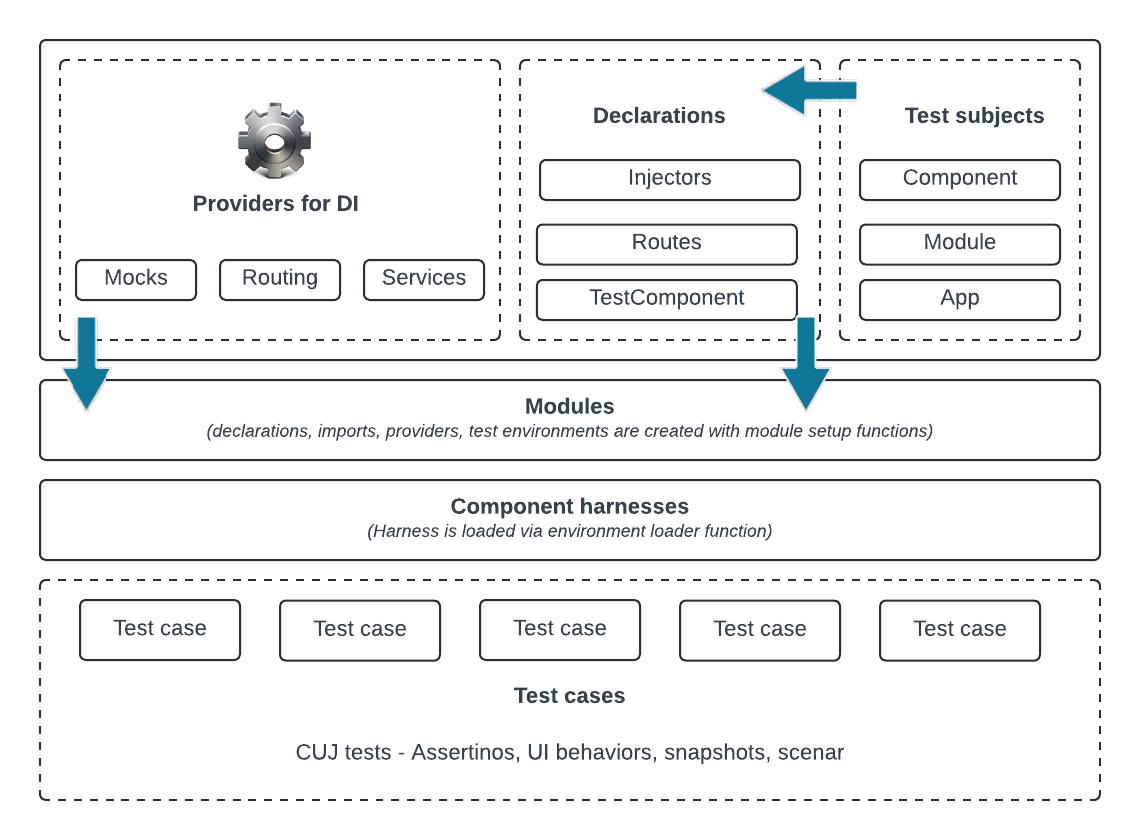 Providers for DI
Mocks
Routing
Services
Declarations
Injectors
Routes
TestComponent
Test subjects
Component
Module
App
Modules
(declarations, imports, providers, test environments are created with module setup functions)
Component harnesses
(Harness is loaded via environment loader function)
Test case
Test case
Test case
Test case
Test case
Test cases
CUJ tests - Assertinos, UI behaviors, snapshots, scenar